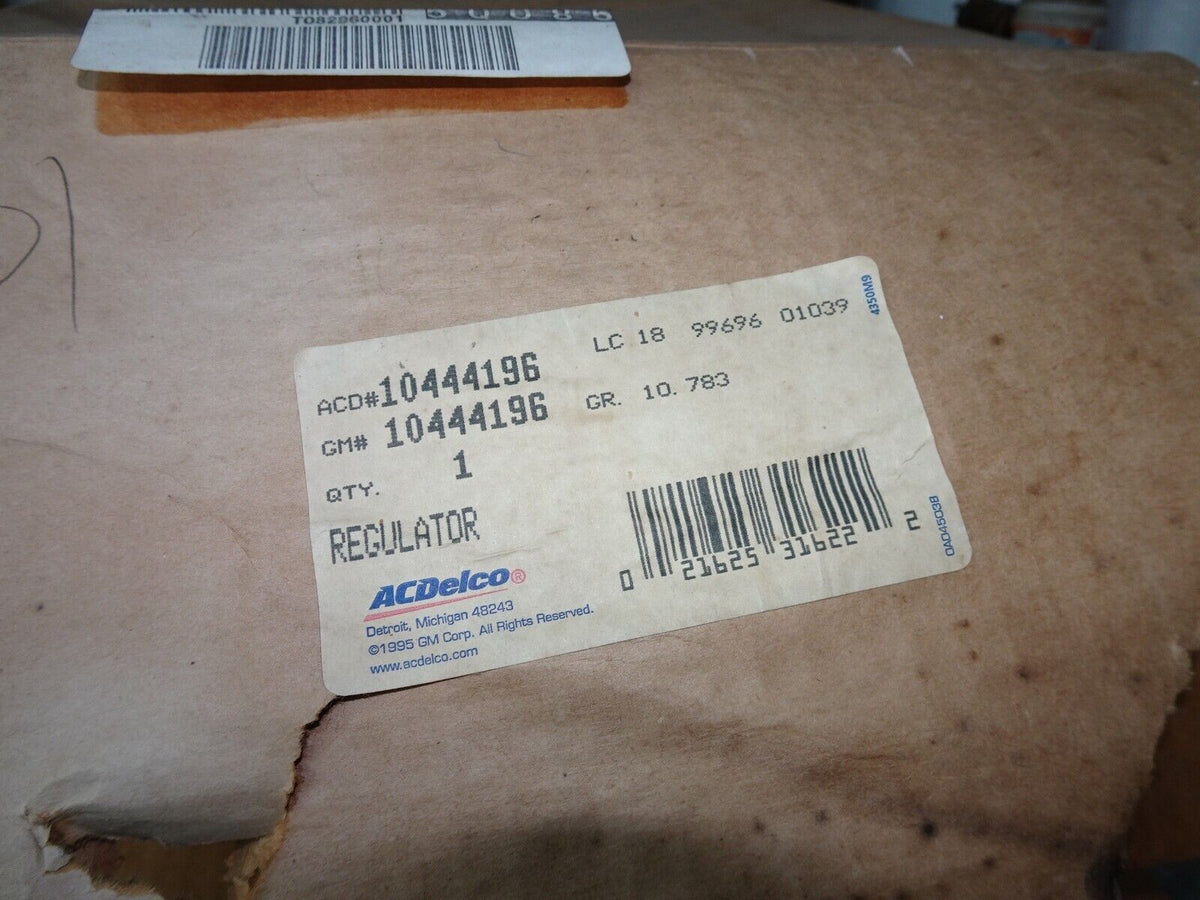 T082960001
ACD# 10444196
GM# 10444196
QTY. 1
REGULATOR
LC 18 99696 01039
GR. 10.783
4350M9
0 21625 31622 2
0AD4503B
ACDelco®
Detroit, Michigan 48243
©1995 GM Corp. All Rights Reserved.
www.acdelco.com